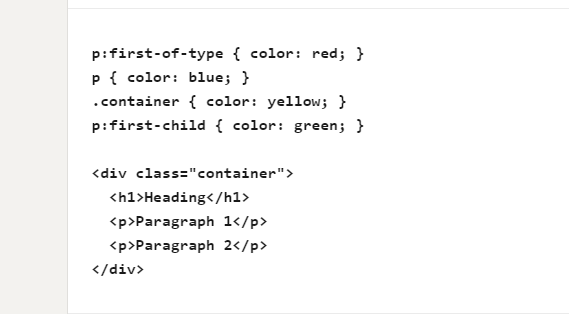 p:first-of-type { color: red; }
p { color: blue; }
.container { color: yellow; }
p:first-child { color: green; }

<div class="container">
  <h1>Heading</h1>
  <p>Paragraph 1</p>
  <p>Paragraph 2</p>
</div>